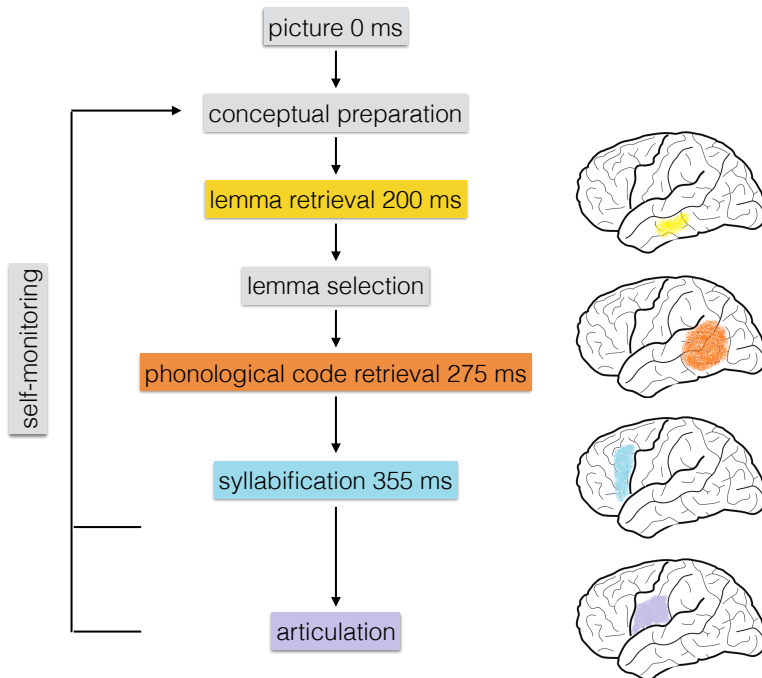 picture 0 ms
conceptual preparation
lemma retrieval 200 ms
lemma selection
self-monitoring
phonological code retrieval 275 ms
syllabification 355 ms
articulation